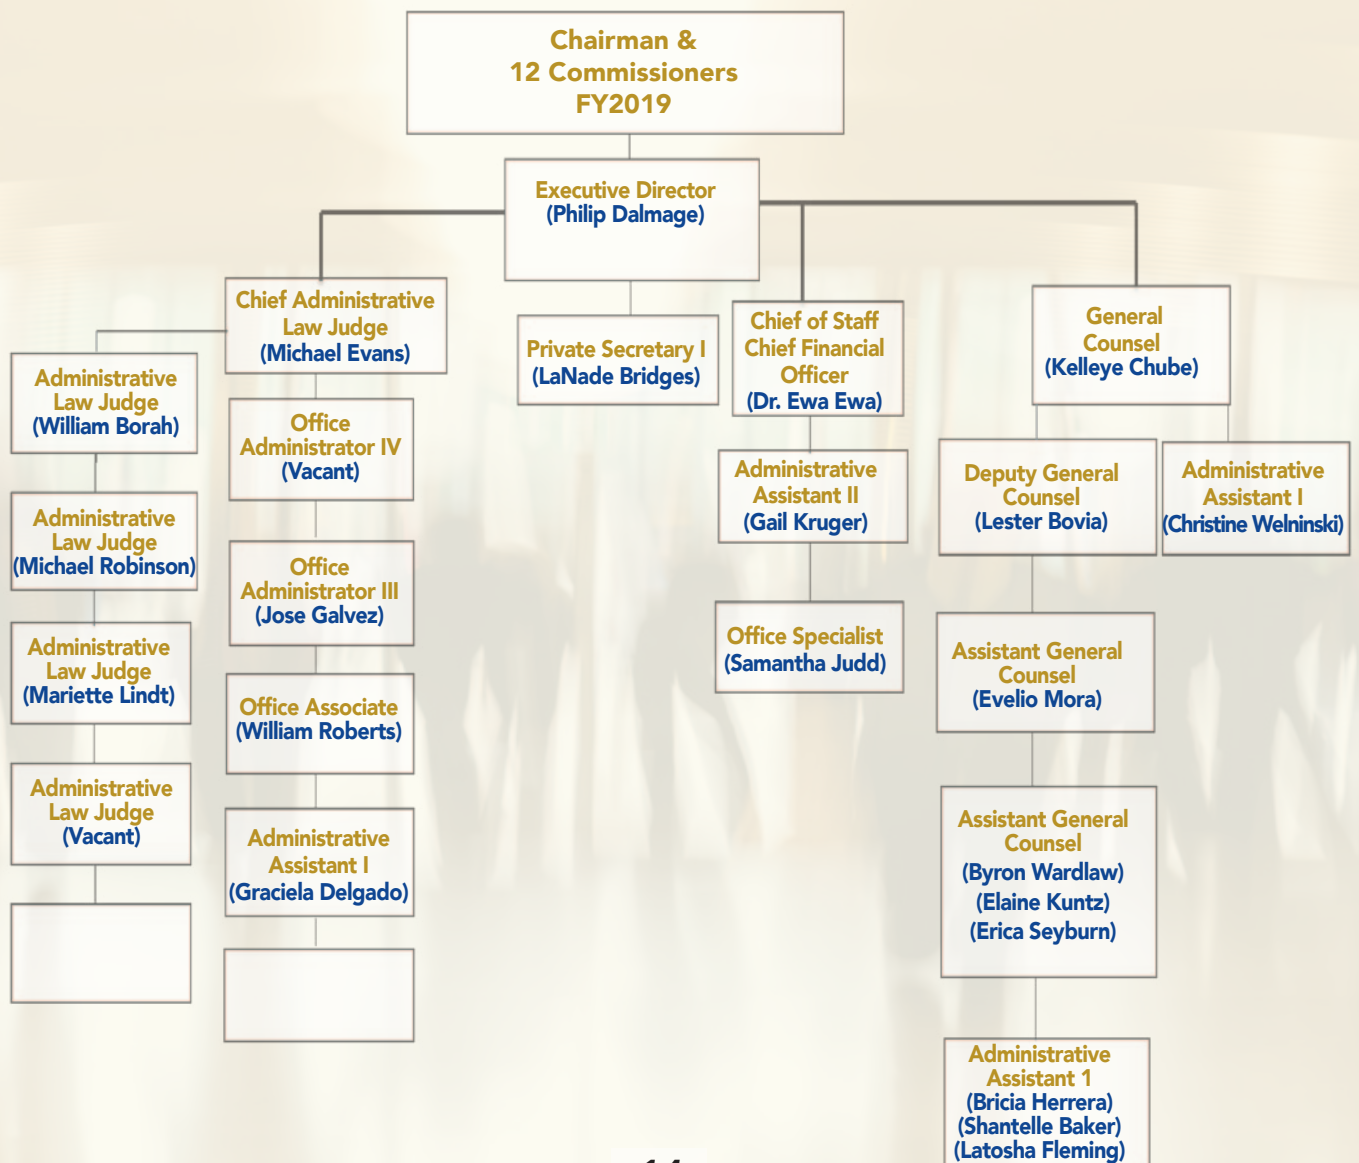 Chairman &
12 Commissioners
FY2019
Executive Director
(Philip Dalmage)
Chief Administrative
Law Judge
(Michael Evans)
Private Secretary I
(LaNade Bridges)
Chief of Staff
Chief Financial
Officer
(Dr. Ewa Ewa)
General
Counsel
(Kelleye Chube)
Administrative
Law Judge
(William Borah)
Office
Administrator IV
(Vacant)
Administrative
Assistant II
(Gail Kruger)
Deputy General
Counsel
(Lester Bovia)
Administrative
Assistant I
(Christine Welninski)
Administrative
Law Judge
(Michael Robinson)
Office
Administrator III
(Jose Galvez)
Office Specialist
(Samantha Judd)
Assistant General
Counsel
(Evelio Mora)
Administrative
Law Judge
(Mariette Lindt)
Office Associate
(William Roberts)
Administrative
Law Judge
(Vacant)
Administrative
Assistant I
(Graciela Delgado)
Assistant General
Counsel
(Byron Wardlaw)
(Elaine Kuntz)
(Erica Seyburn)
Administrative
Assistant 1
(Bricia Herrera)
(Shantelle Baker)
(Latosha Fleming)